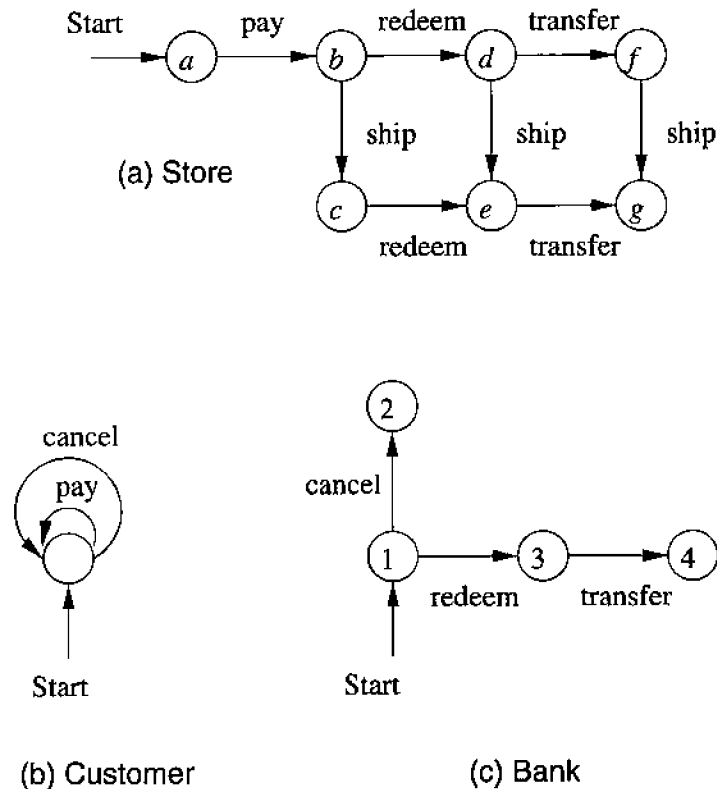 Start
pay
redeem
transfer
a
b
d
f
ship
ship
ship
(a) Store
c
e
g
redeem
transfer
2
cancel
cancel
pay
1
3
4
redeem
transfer
Start
Start
(b) Customer
(c) Bank